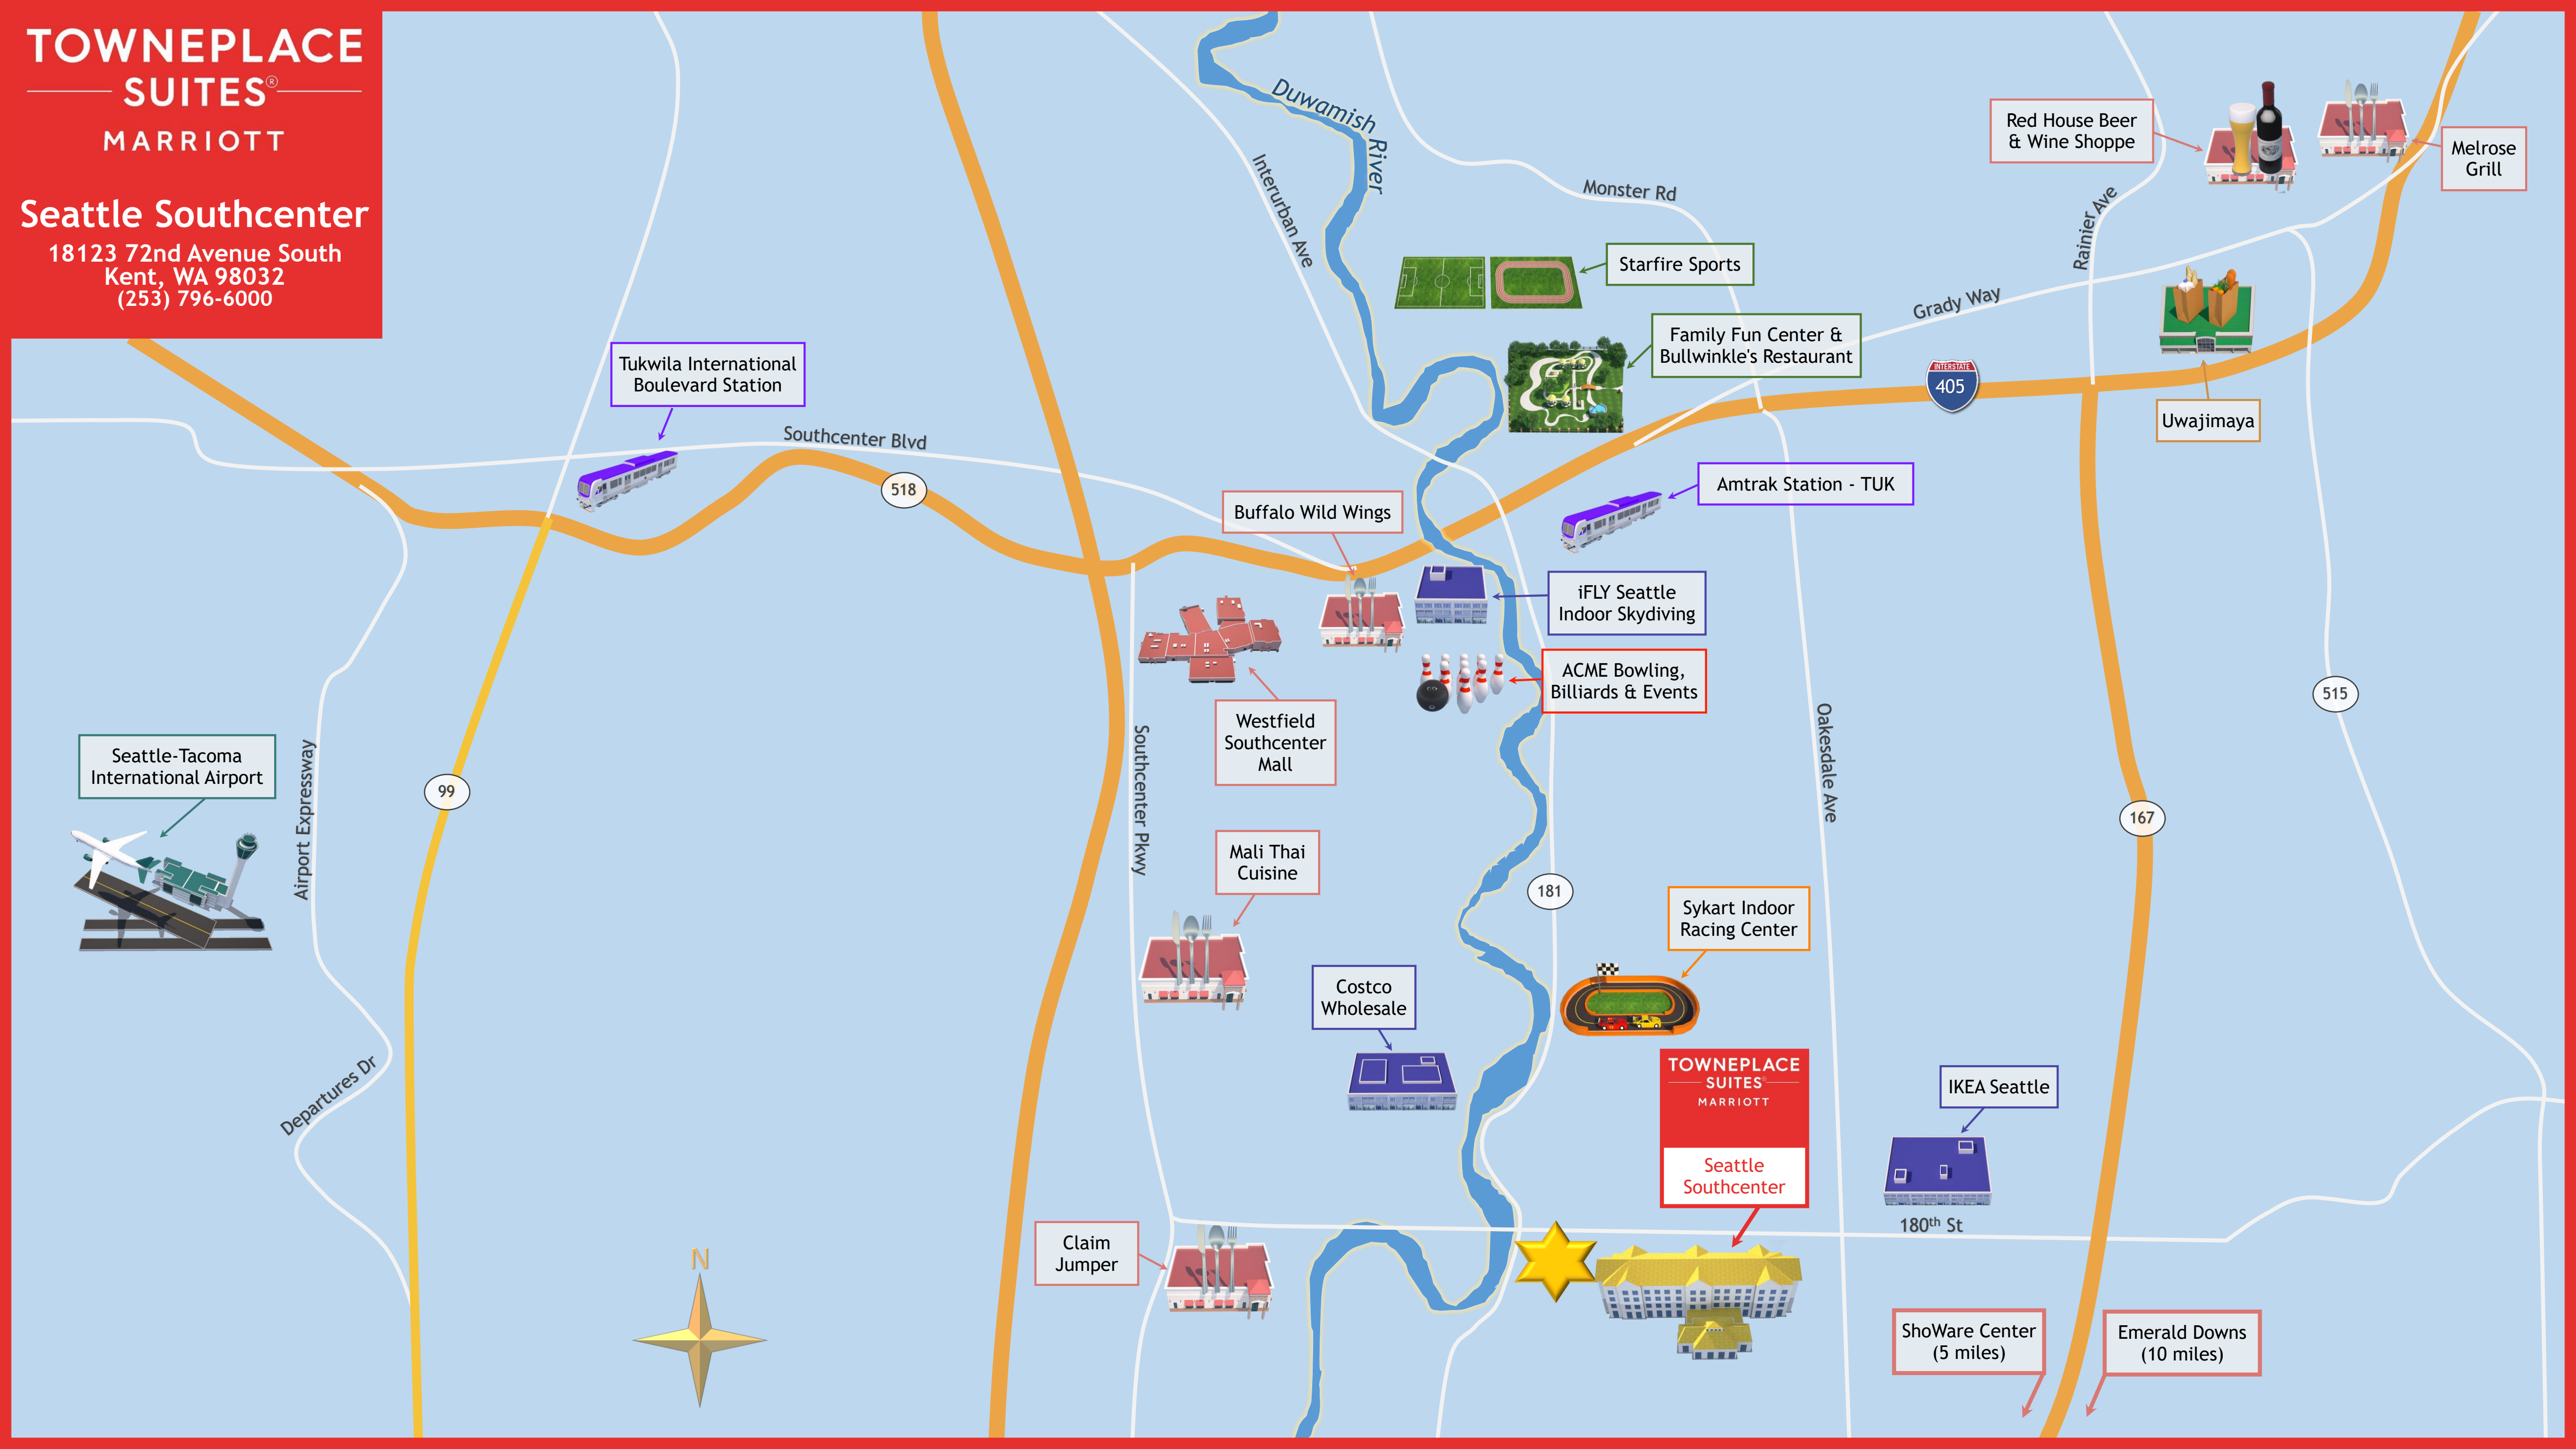 TOWNEPLACE
SUITES®
MARRIOTT
Seattle Southcenter
18123 72nd Avenue South
Kent, WA 98032
(253) 796-6000
Duwamish River
Interurban Ave
Monster Rd
Red House Beer
& Wine Shoppe
Melrose
Grill
Rainier Ave
Starfire Sports
Grady Way
Family Fun Center &
Bullwinkle's Restaurant
INTERSTATE
405
Uwajimaya
Tukwila International
Boulevard Station
Southcenter Blvd
518
Buffalo Wild Wings
Amtrak Station - TUK
iFLY Seattle
Indoor Skydiving
ACME Bowling,
Billiards & Events
Westfield
Southcenter
Mall
515
Seattle-Tacoma
International Airport
Airport Expressway
99
Southcenter Pkwy
Oakesdale Ave
167
Mali Thai
Cuisine
181
Sykart Indoor
Racing Center
Costco
Wholesale
Departures Dr
TOWNEPLACE
SUITES®
MARRIOTT
Seattle
Southcenter
IKEA Seattle
180th St
Claim
Jumper
N
ShoWare Center
(5 miles)
Emerald Downs
(10 miles)